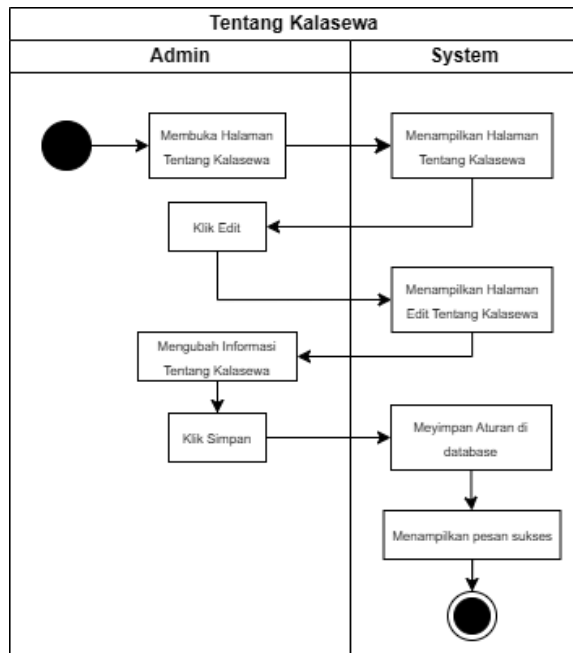 Tentang Kalasewa
Admin
System
Membuka Halaman
Tentang Kalasewa
Menampilkan Halaman
Tentang Kalasewa
Klik Edit
Menampilkan Halaman
Edit Tentang Kalasewa
Mengubah Informasi
Tentang Kalasewa
Klik Simpan
Meyimpan Aturan di
database
Menampilkan pesan sukses